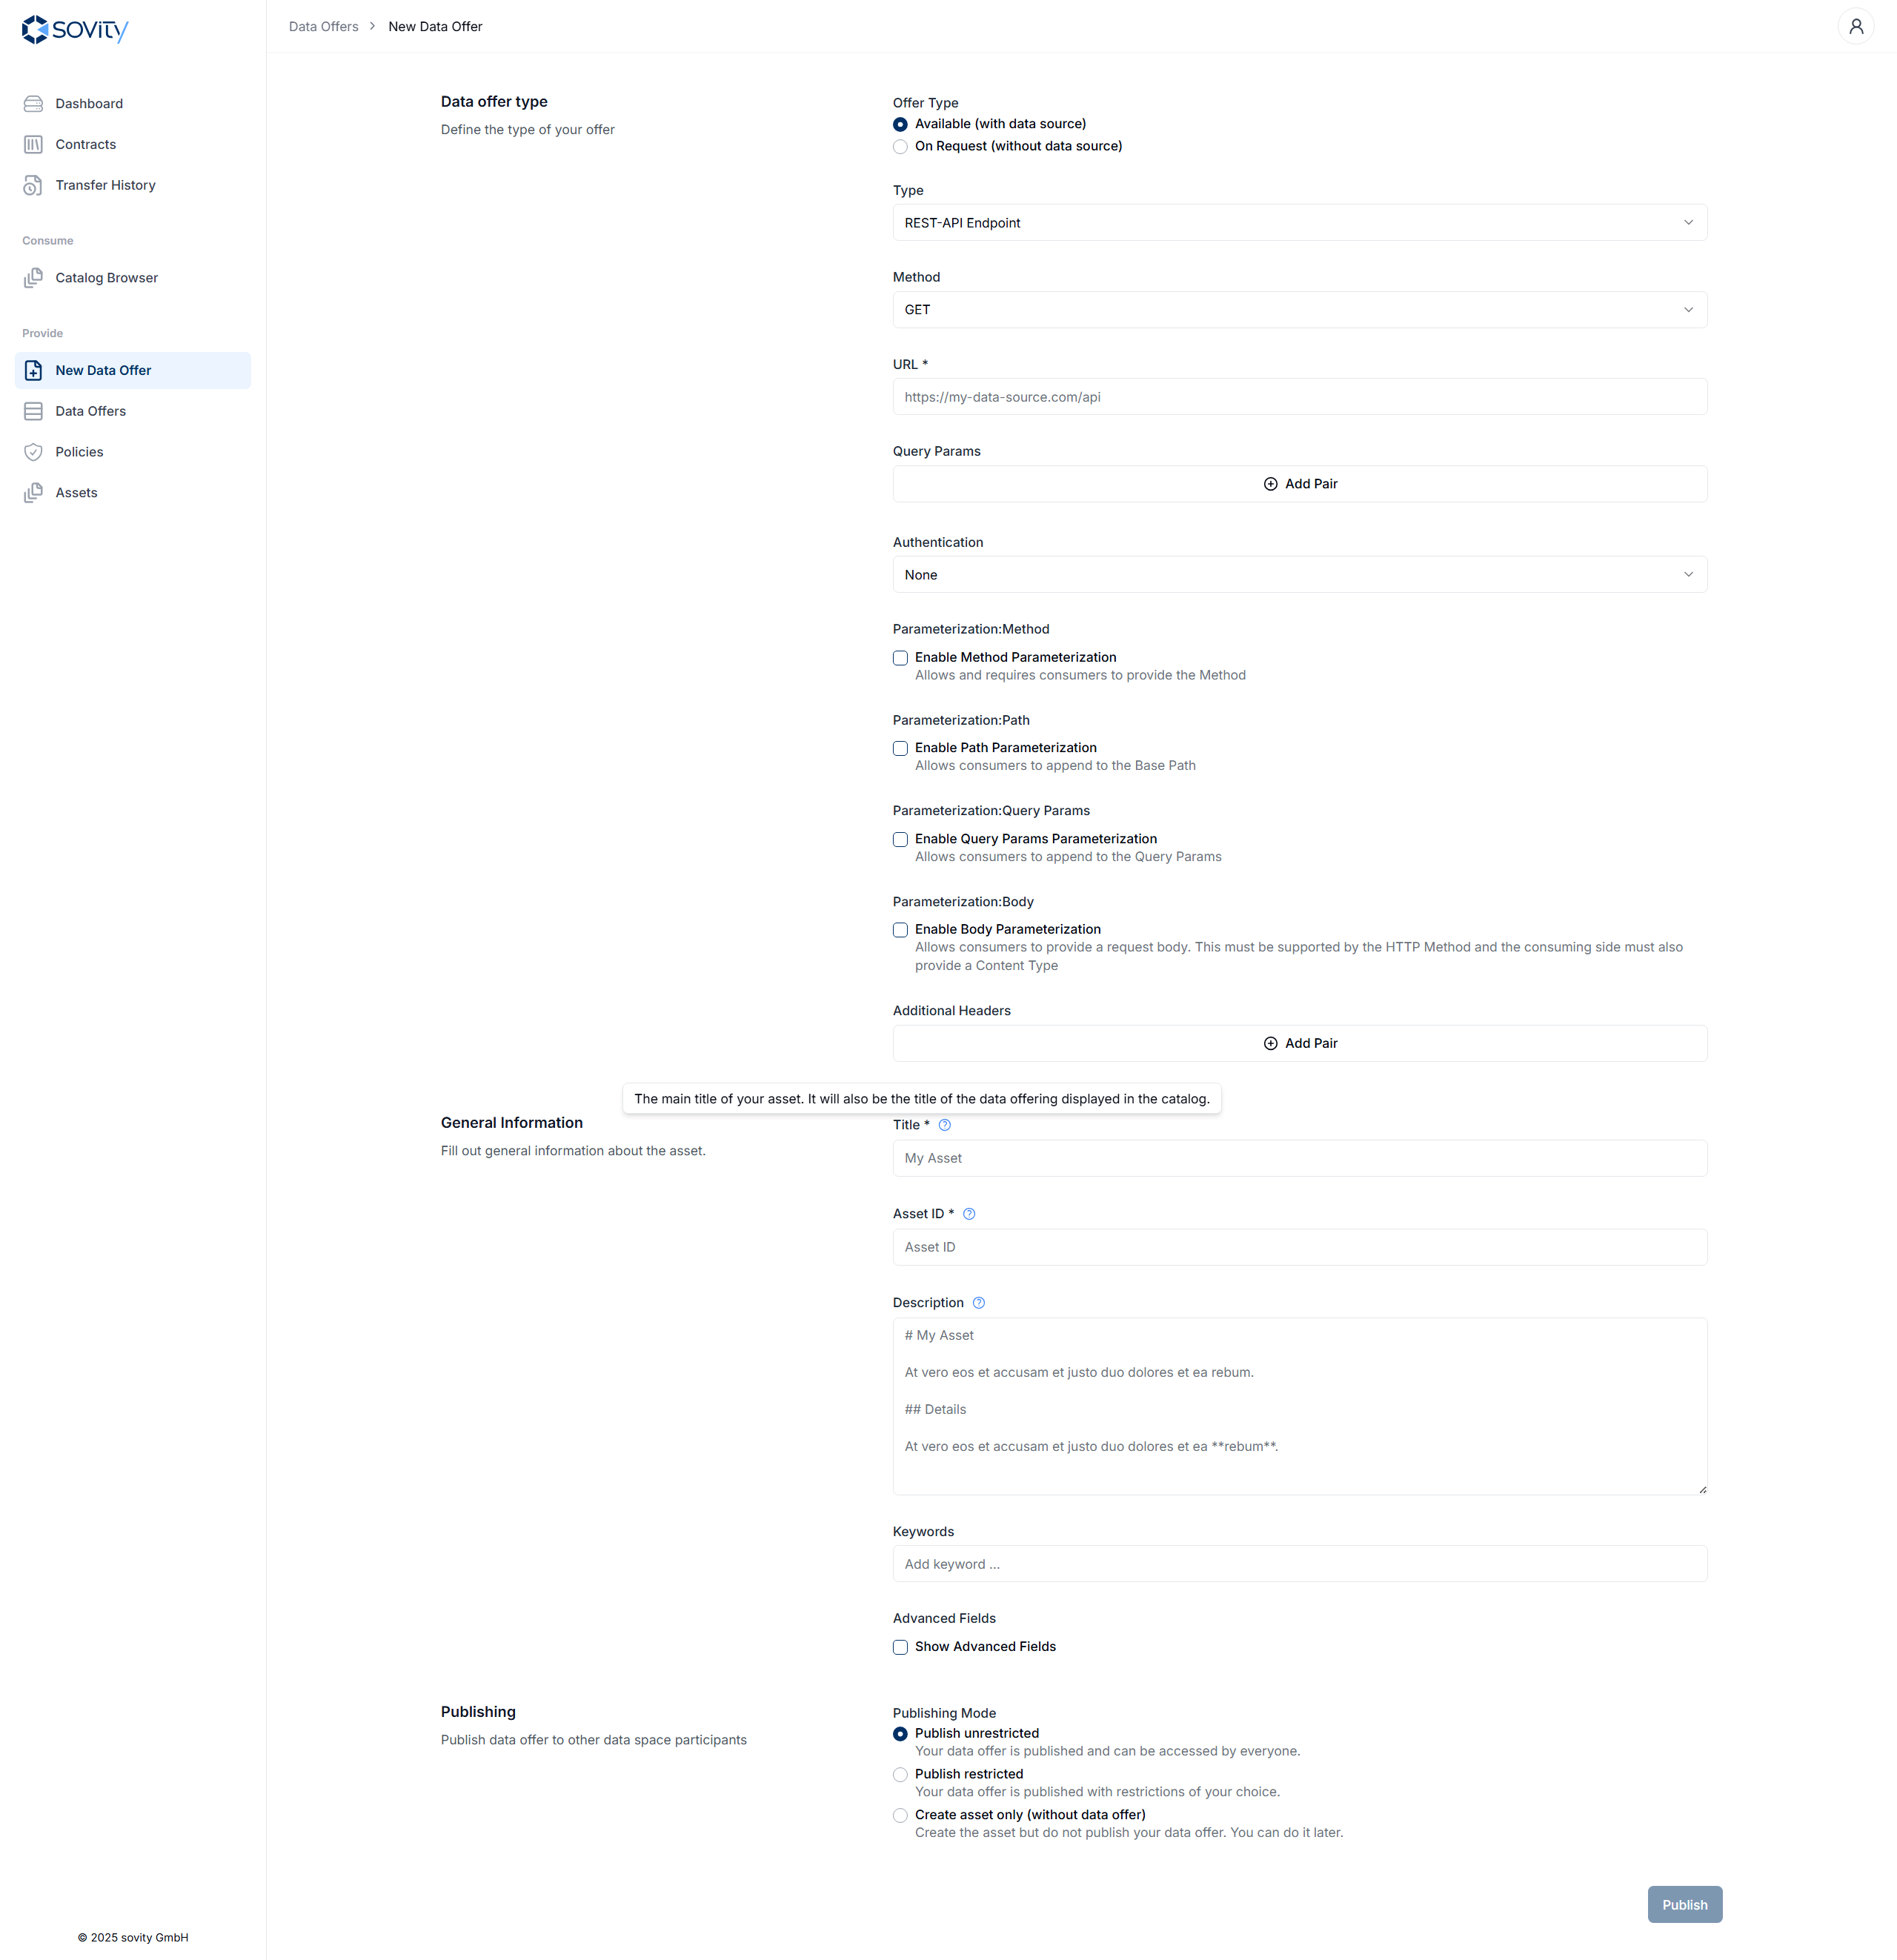 sovity
Data Offers > New Data Offer
Dashboard
Contracts
Transfer History
Consume
Catalog Browser
Provide
New Data Offer
Data Offers
Policies
Assets
© 2025 sovity GmbH
Data offer type
Define the type of your offer
Offer Type
Available (with data source)
On Request (without data source)
Type
REST-API Endpoint
Method
GET
URL *
https://my-data-source.com/api
Query Params
Add Pair
Authentication
None
Parameterization:Method
Enable Method Parameterization
Allows and requires consumers to provide the Method
Parameterization:Path
Enable Path Parameterization
Allows consumers to append to the Base Path
Parameterization:Query Params
Enable Query Params Parameterization
Allows consumers to append to the Query Params
Parameterization:Body
Enable Body Parameterization
Allows consumers to provide a request body. This must be supported by the HTTP Method and the consuming side must also
provide a Content Type
Additional Headers
Add Pair
The main title of your asset. It will also be the title of the data offering displayed in the catalog.
General Information
Fill out general information about the asset.
Title *
My Asset
Asset ID *
Asset ID
Description
# My Asset
At vero eos et accusam et justo duo dolores et ea rebum.
## Details
At vero eos et accusam et justo duo dolores et ea **rebum**.
Keywords
Add keyword ...
Advanced Fields
Show Advanced Fields
Publishing
Publish data offer to other data space participants
Publishing Mode
Publish unrestricted
Your data offer is published and can be accessed by everyone.
Publish restricted
Your data offer is published with restrictions of your choice.
Create asset only (without data offer)
Create the asset but do not publish your data offer. You can do it later.
Publish